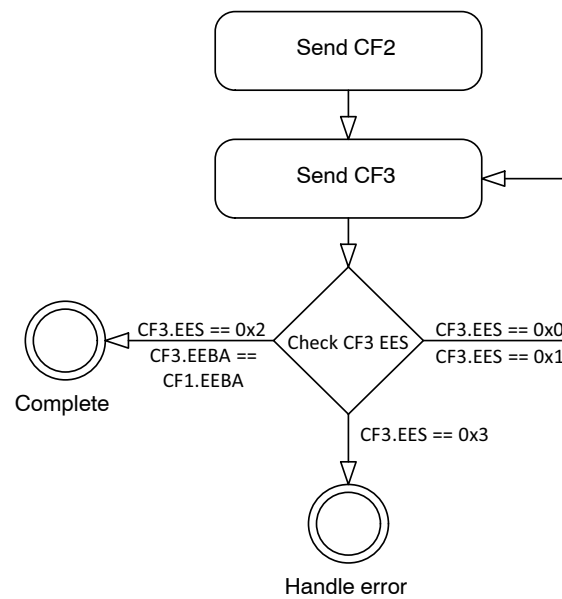 Send CF2
Send CF3
CF3.EES == 0x2
CF3.EEBA ==
CF1.EEBA
Check CF3 EES
CF3.EES == 0x0
CF3.EES == 0x1
Complete
CF3.EES == 0x3
Handle error